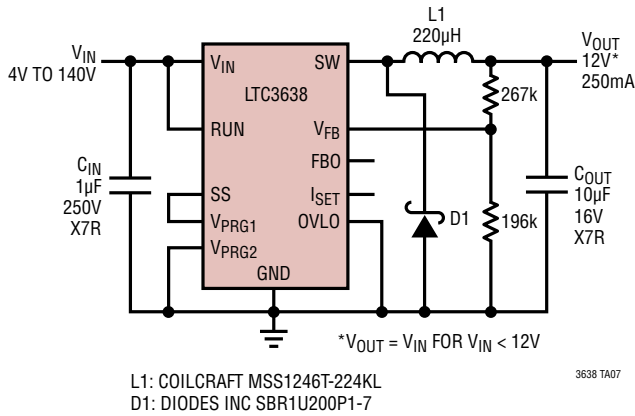 L1
220µH
VIN
4V TO 140V
VOUT
12V*
250mA
VIN
SW
LTC3638
267k
RUN
VFB
FBO
CIN
1µF
250V
X7R
SS
ISET
COUT
10µF
16V
X7R
VPRG1
OVLO
D1
196k
VPRG2
GND
*VOUT = VIN FOR VIN < 12V
3638 TA07
L1: COILCRAFT MSS1246T-224KL
D1: DIODES INC SBR1U200P1-7